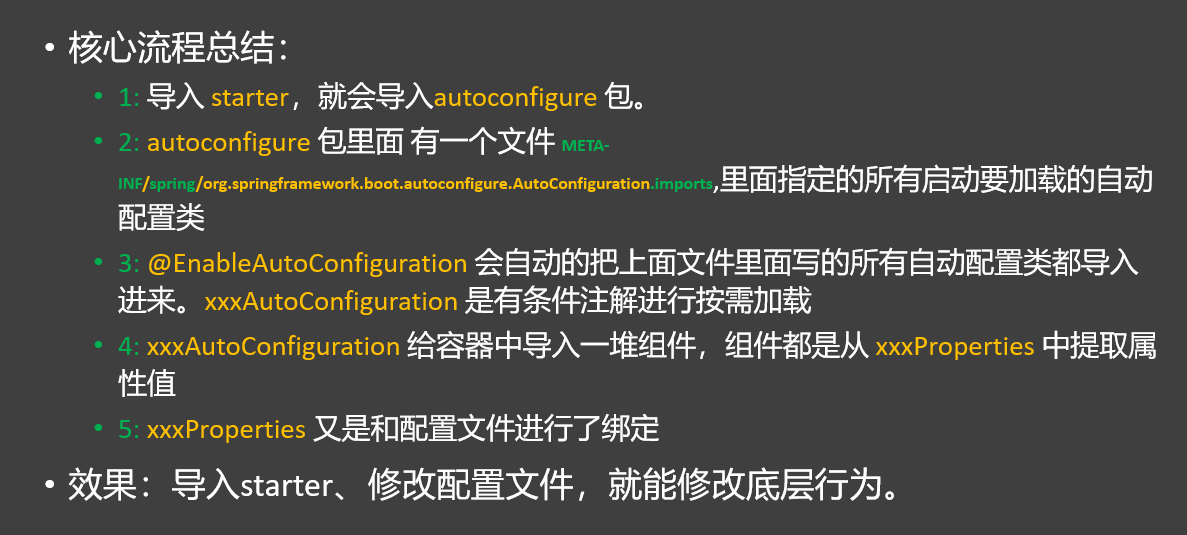 • 核心流程总结：
• 1: 导入 starter，就会导入autoconfigure 包。
• 2: autoconfigure 包里面 有一个文件 META-
INF/spring/org.springframework.boot.autoconfigure.AutoConfiguration.imports,里面指定的所有启动要加载的自动
配置类
• 3: @EnableAutoConfiguration 会自动的把上面文件里面写的所有自动配置类都导入
进来。xxxAutoConfiguration 是有条件注解进行按需加载
• 4: xxxAutoConfiguration 给容器中导入一堆组件，组件都是从 xxxProperties 中提取属
性值
• 5: xxxProperties 又是和配置文件进行了绑定
• 效果：导入starter、修改配置文件，就能修改底层行为。